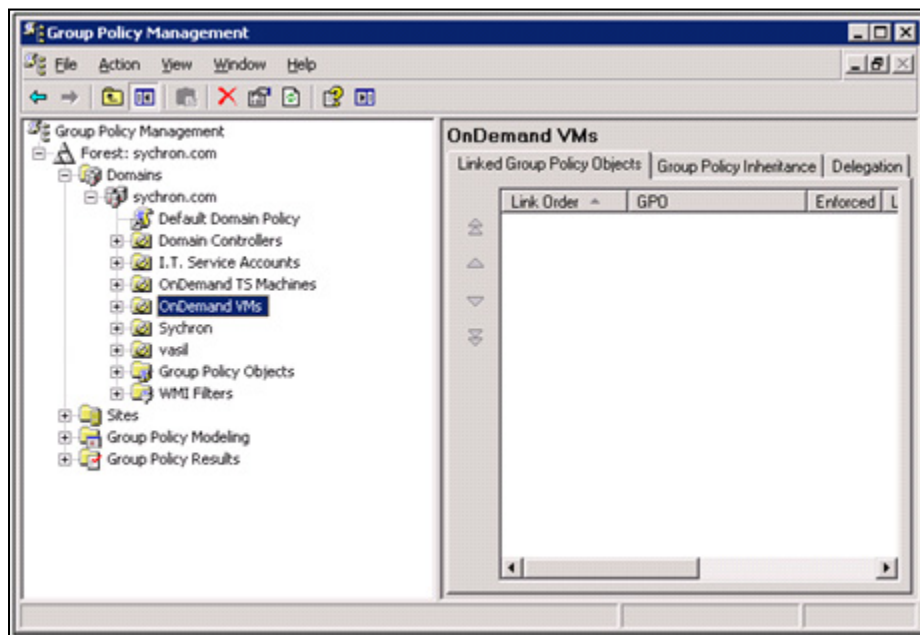 Group Policy Management
File Action View Window Help
Group Policy Management
Forest: sychron.com
Domains
sychron.com
Default Domain Policy
Domain Controllers
I.T. Service Accounts
OnDemand TS Machines
OnDemand VMs
Sychron
vasil
Group Policy Objects
WMI Filters
Sites
Group Policy Modeling
Group Policy Results
OnDemand VMs
Linked Group Policy Objects Group Policy Inheritance Delegation
Link Order GPO Enforced L